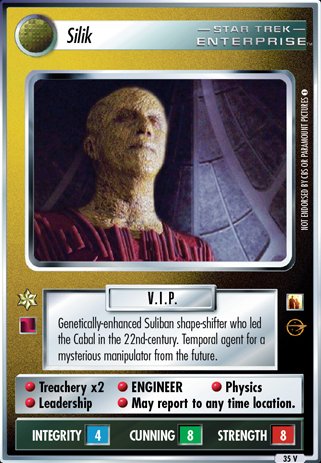 Silik
STAR TREK
ENTERPRISE™
NOT ENDORSED BY CBS OR PARAMOUNT PICTURES
V.I.P.
Genetically-enhanced Suliban shape-shifter who led
the Cabal in the 22nd-century. Temporal agent for a
mysterious manipulator from the future.
Treachery x2 ENGINEER Physics
Leadership May report to any time location.
INTEGRITY 4 CUNNING 8 STRENGTH 8
35 V